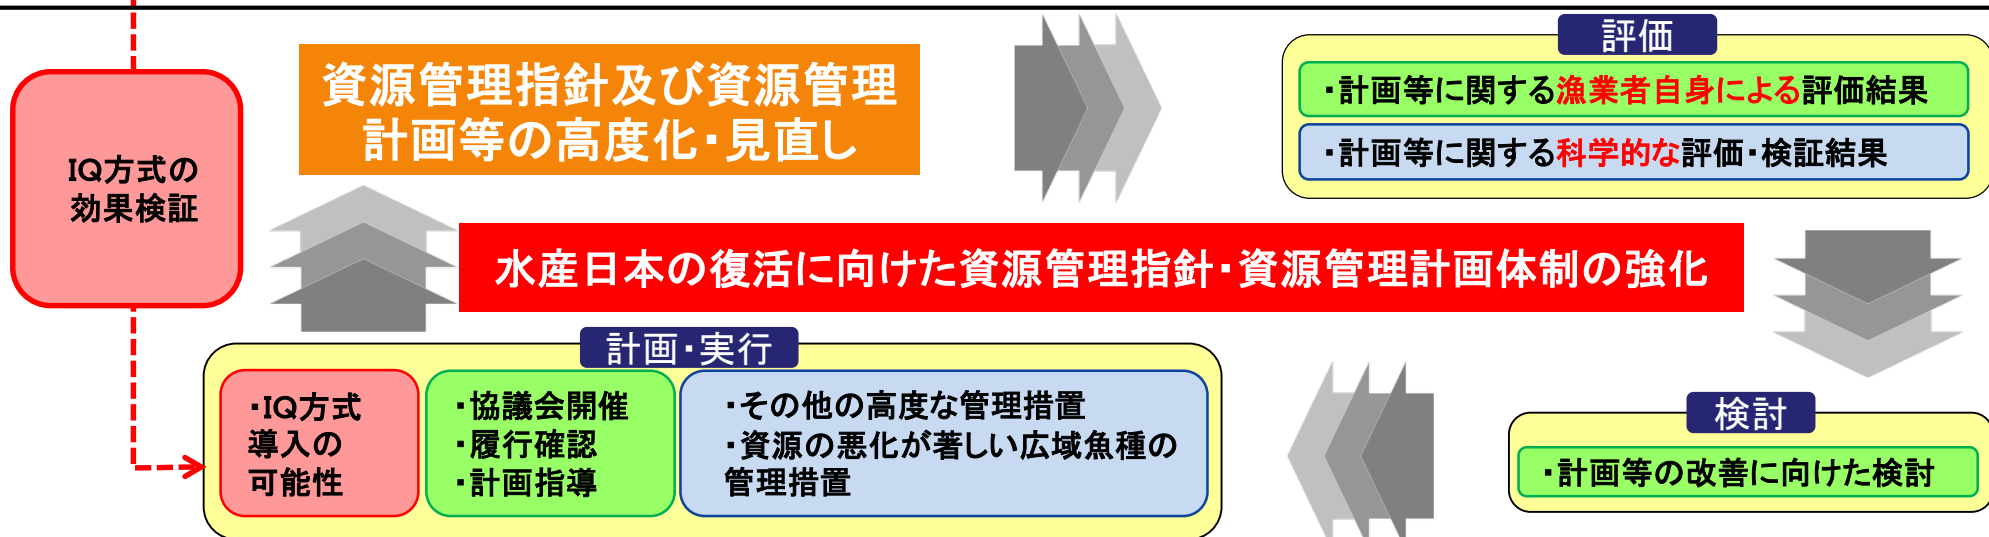 IQ方式の
効果検証
資源管理指針及び資源管理
計画等の高度化・見直し
評価
・計画等に関する漁業者自身による評価結果
・計画等に関する科学的な評価・検証結果
水産日本の復活に向けた資源管理指針・資源管理計画体制の強化
計画・実行
・IQ方式
導入の
可能性
・協議会開催
・履行確認
・計画指導
・その他の高度な管理措置
・資源の悪化が著しい広域魚種の
管理措置
検討
・計画等の改善に向けた検討